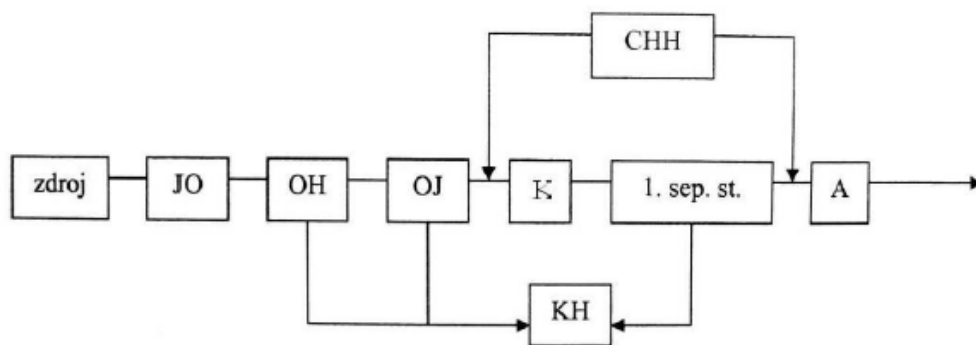 CHH
zdroj
JO
OH
OJ
K
1. sep. st.
A
KH